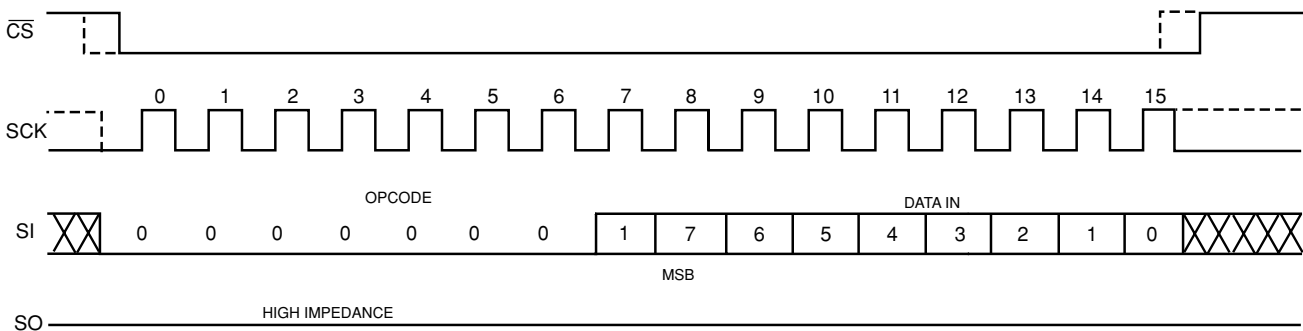 CS
0 1 2 3 4 5 6 7 8 9 10 11 12 13 14 15
SCK
OPCODE DATA IN
SI 0 0 0 0 0 0 0 1 7 6 5 4 3 2 1 0
MSB
HIGH IMPEDANCE
SO